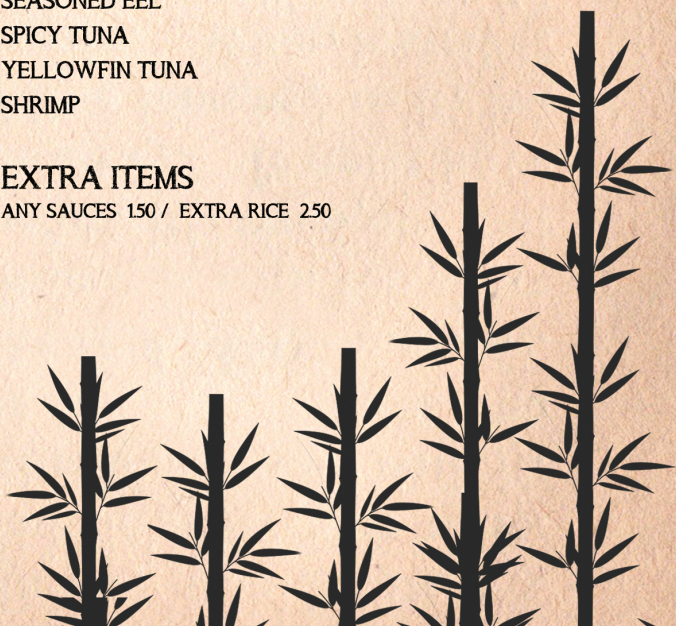 SEASONED EEL
SPICY TUNA
YELLOWFIN TUNA
SHRIMP
EXTRA ITEMS
ANY SAUCES 1.50 / EXTRA RICE 2.50